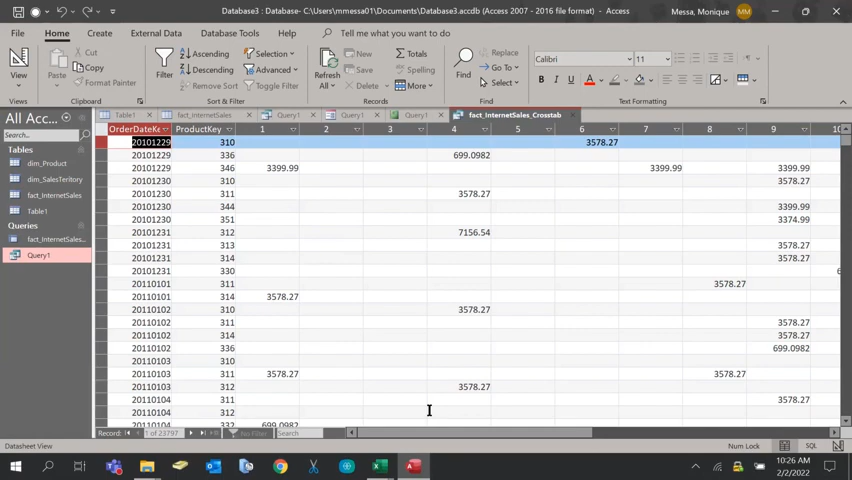 Database3 : Database- C:\Users\mmessa01\Documents\Database3.accdb (Access 2007 - 2016 file format) - Access
Messa, Monique
MM
File Home Create External Data Database Tools Help Tell me what you want to do
View
Views
Paste
Cut
Copy
Format Painter
Clipboard
Filter
Ascending
Descending
Remove Sort
Selection
Advanced
Toggle Filter
Sort & Filter
Refresh
All
New
Save
Delete
Totals
Spelling
More
Records
Find
Replace
Go To
Select
Find
Calibri 11
B I U
Text Formatting
All Acc...
Search...
Tables
dim_Product
dim_SalesTeritory
fact_InternetSales
Table1
Queries
fact_InternetSales...
Query1
Table1 fact_InternetSales Query1 Query1 Query1 fact_InternetSales_Crosstab
OrderDateKe ProductKey 1 2 3 4 5 6 7 8 9 10
20101229 310 3578.27
20101229 336 699.0982
20101229 346 3399.99 3399.99 3399.99
20101230 310 3578.27
20101230 311 3578.27
20101230 344 3399.99
20101230 351 3374.99
20101231 312 7156.54
20101231 313 3578.27
20101231 314 3578.27
20101231 330 6
20110101 311 3578.27
20110101 314 3578.27
20110102 310 3578.27
20110102 311 3578.27
20110102 314 3578.27
20110102 336 699.0982
20110103 310
20110103 311 3578.27 3578.27
20110103 312 3578.27
20110104 311 3578.27
20110104 312
20110104 332 699.0982
Record: 1 of 23797 No Filter Search
Datasheet View
Num Lock
SQL
10:26 AM
2/2/2022